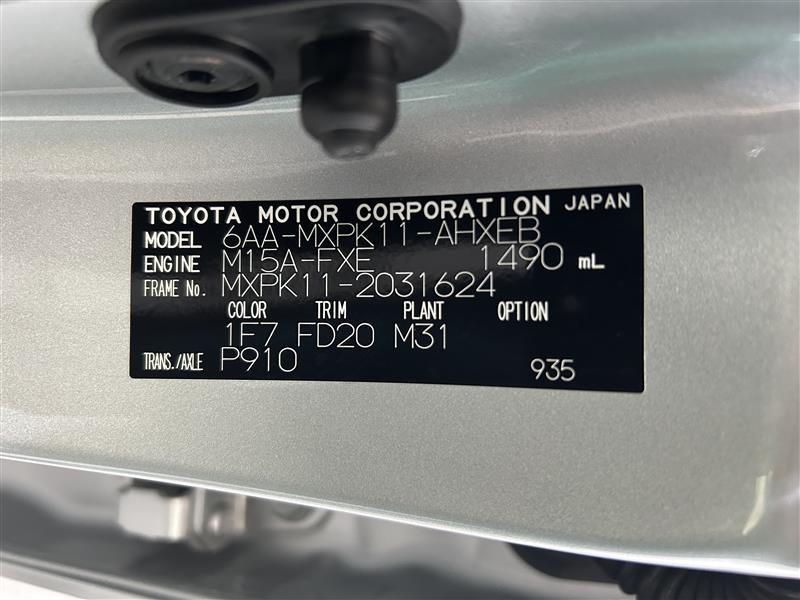 TOYOTA MOTOR CORPORATION JAPAN
MODEL 6AA-MXPK11-AHXEB
ENGINE M15A-FXE 1490 mL
FRAME No. MXPK11-2031624
COLOR TRIM PLANT OPTION
1F7 FD20 M31
TRANS./AXLE P910 935